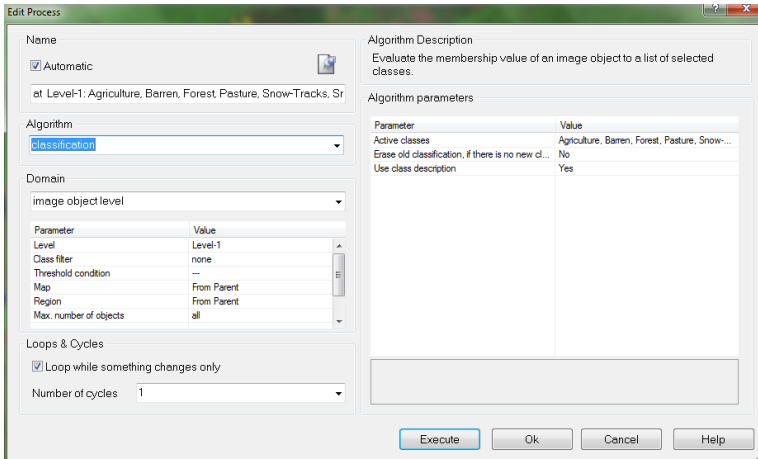 Edit Process
Name
Automatic
at Level-1: Agriculture, Barren, Forest, Pasture, Snow-Tracks, Sr
Algorithm
classification
Domain
image object level
Parameter Value
Level Level-1
Class filter none
Threshold condition ---
Map From Parent
Region From Parent
Max. number of objects all
Loops & Cycles
Loop while something changes only
Number of cycles 1
Algorithm Description
Evaluate the membership value of an image object to a list of selected
classes.
Algorithm parameters
Parameter Value
Active classes Agriculture, Barren, Forest, Pasture, Snow-...
Erase old classification, if there is no new cl... No
Use class description Yes
Execute Ok Cancel Help